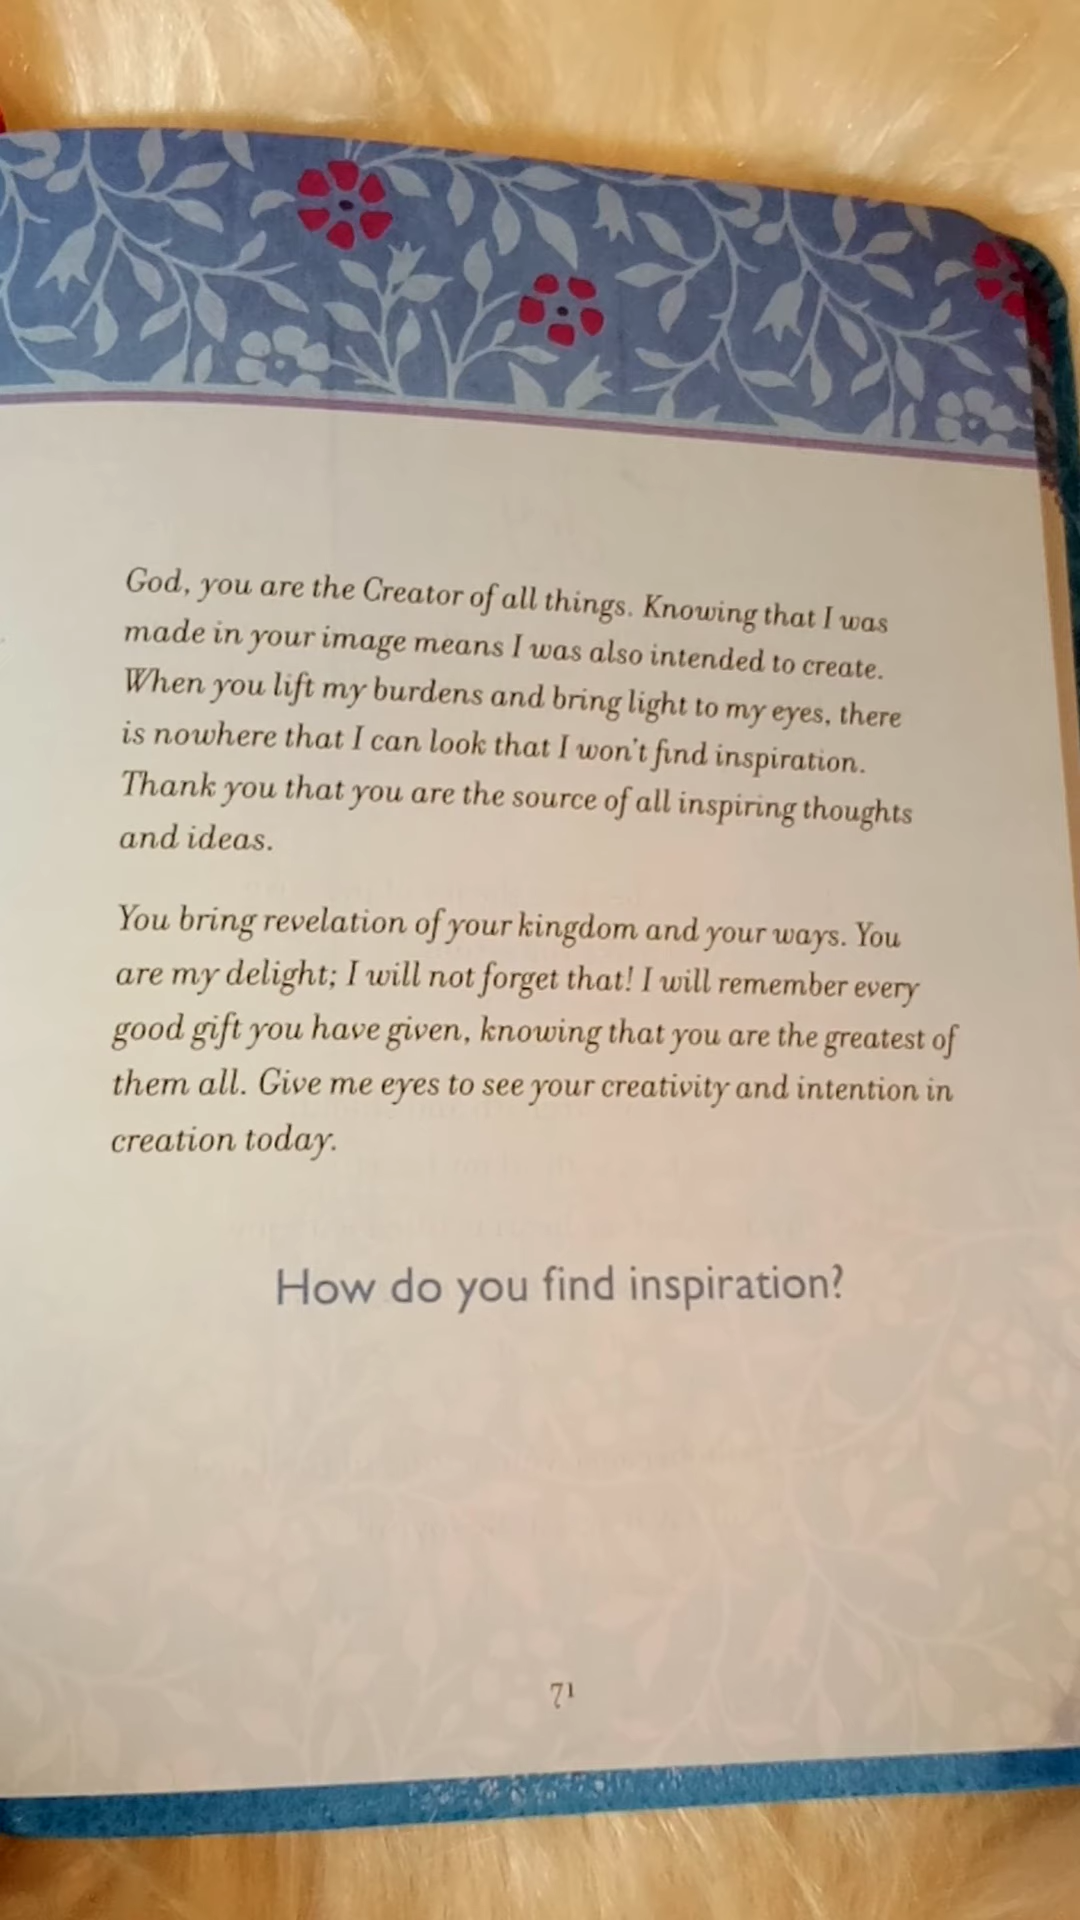 God, you are the Creator of all things. Knowing that I was
made in your image means I was also intended to create.
When you lift my burdens and bring light to my eyes, there
is nowhere that I can look that I won't find inspiration.
Thank you that you are the source of all inspiring thoughts
and ideas.
You bring revelation of your kingdom and your ways. You
are my delight; I will not forget that! I will remember every
good gift you have given, knowing that you are the greatest of
them all. Give me eyes to see your creativity and intention in
creation today.
How do you find inspiration?
71